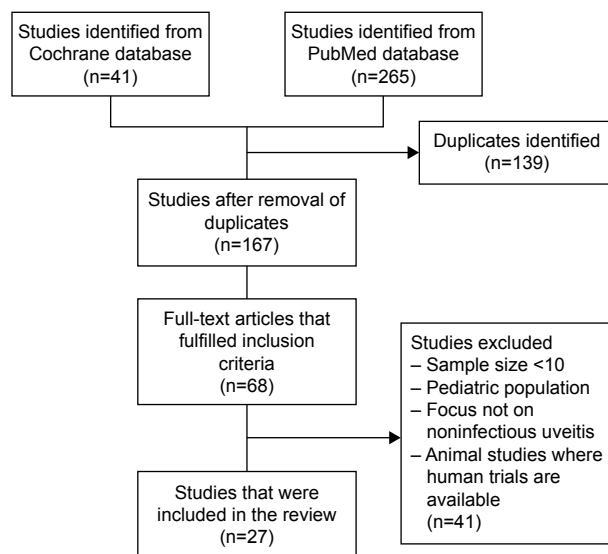 Studies identified from
Cochrane database
(n=41)
Studies identified from
PubMed database
(n=265)
Duplicates identified
(n=139)
Studies after removal of
duplicates
(n=167)
Full-text articles that
fulfilled inclusion
criteria
(n=68)
Studies excluded
– Sample size <10
– Pediatric population
– Focus not on
noninfectious uveitis
– Animal studies where
human trials are
available
(n=41)
Studies that were
included in the review
(n=27)